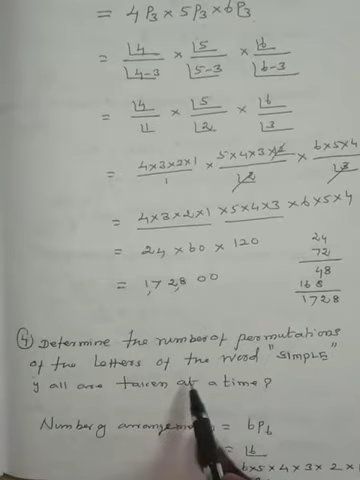 = 4P3 × 5P3 × 6P3
= |4 / |4-3 × |5 / |5-3 × |6 / |6-3
= |4 / |1 × |5 / |2 × |6 / |3
= 4×3×2×1 / 1 × 5×4×3×|2 / |2 × 6×5×4 / |3
= 4×3×2×1 × 5×4×3 × 6×5×4
= 24 × 60 × 120
= 1,72,8 00
24
72
48
168
1728
④ Determine the number of permutations
of the Letters of the word "SIMPLE"
if all are taken at a time?
Number of = 6P6
= |6
6×5×4×3×2×1